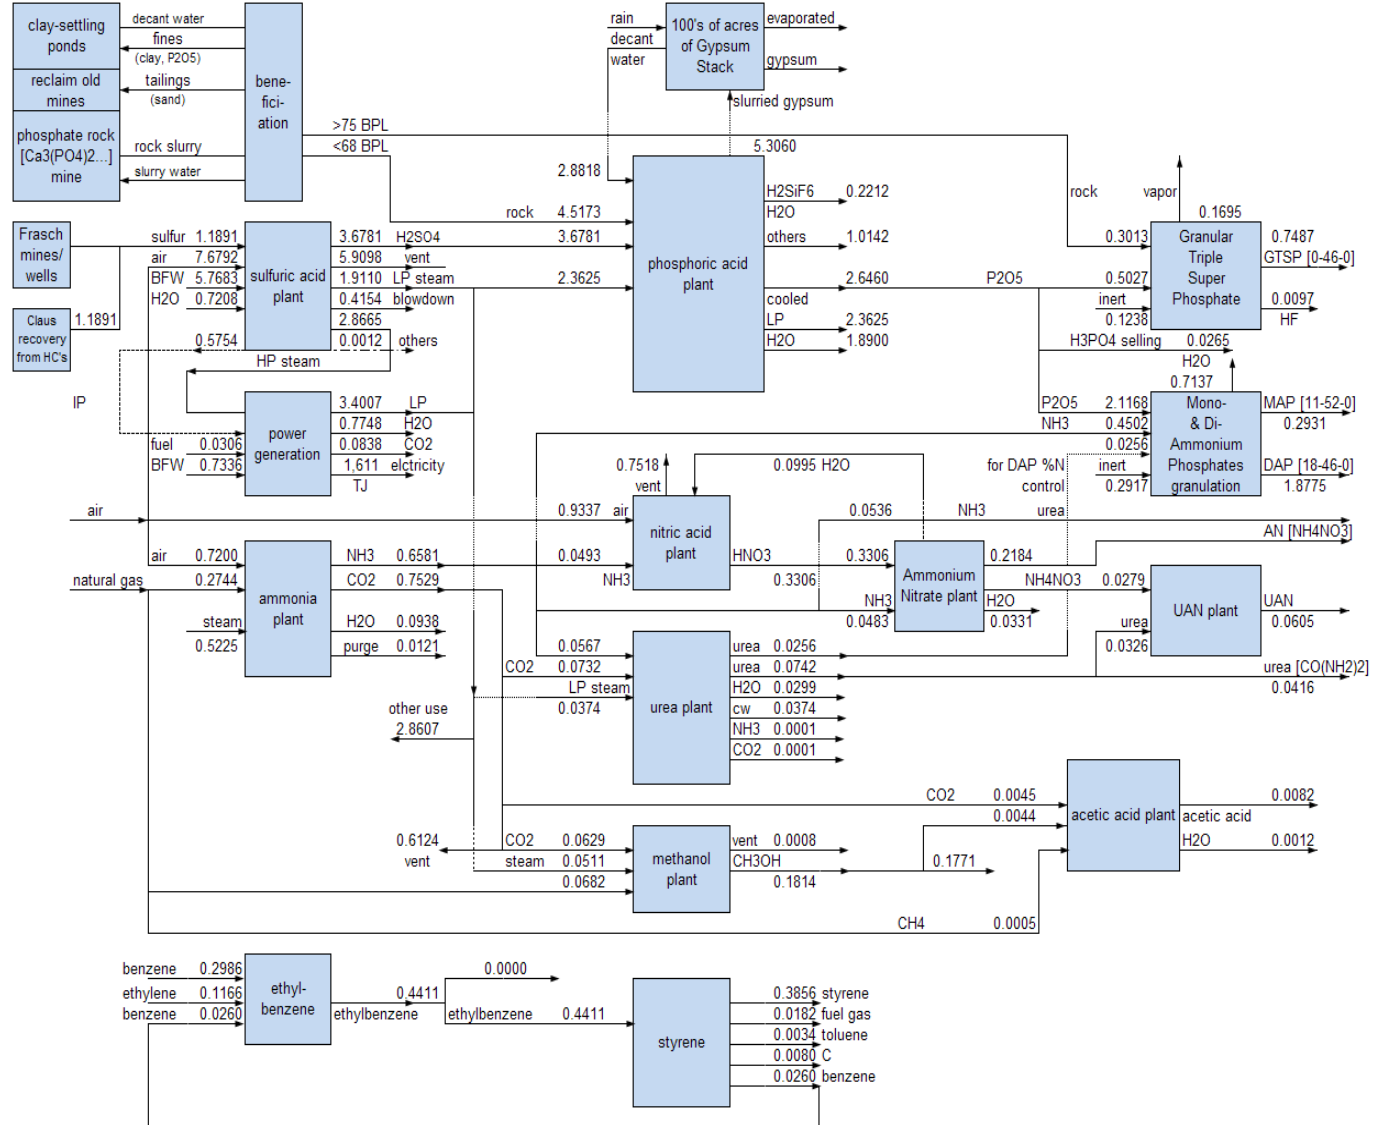 clay-settling
ponds
decant water
fines
(clay, P2O5)
reclaim old
mines
tailings
(sand)
phosphate rock
[Ca3(PO4)2...]
mine
rock slurry
slurry water
bene-
fici-
ation
>75 BPL
<68 BPL
rain
decant
water
100's of acres
of Gypsum
Stack
evaporated
gypsum
slurried gypsum
5.3060
2.8818
rock 4.5173
3.6781
2.3625
phosphoric acid
plant
H2SiF6 0.2212
H2O
others 1.0142
2.6460
P2O5
cooled
LP 2.3625
H2O 1.8900
rock
vapor
0.1695
0.3013
0.5027
inert
0.1238
Granular
Triple
Super
Phosphate
0.7487
GTSP [0-46-0]
0.0097
HF
H3PO4 selling 0.0265
H2O
0.7137
P2O5 2.1168
NH3 0.4502
0.0256
for DAP %N
control
inert
0.2917
Mono-
& Di-
Ammonium
Phosphates
granulation
MAP [11-52-0]
0.2931
DAP [18-46-0]
1.8775
Frasch
mines/
wells
Claus
recovery
from HC's
1.1891
sulfur 1.1891
air 7.6792
BFW 5.7683
H2O 0.7208
sulfuric acid
plant
3.6781 H2SO4
5.9098 vent
1.9110 LP steam
0.4154 blowdown
2.8665
0.0012 others
0.5754
HP steam
IP
fuel 0.0306
BFW 0.7336
power
generation
3.4007 LP
0.7748 H2O
0.0838 CO2
1,611 elctricity
TJ
air
0.9337 air
0.7518
vent
0.0995 H2O
nitric acid
plant
0.0493
NH3
HNO3 0.3306
0.3306
0.0536 NH3 urea
AN [NH4NO3]
NH3
0.0483
Ammonium
Nitrate plant
0.2184
NH4NO3 0.0279
H2O
0.0331
UAN plant
UAN
0.0605
urea
0.0326
urea [CO(NH2)2]
0.0416
air 0.7200
natural gas 0.2744
steam
0.5225
ammonia
plant
NH3 0.6581
CO2 0.7529
H2O 0.0938
purge 0.0121
0.0567
CO2 0.0732
LP steam
0.0374
urea plant
urea 0.0256
urea 0.0742
H2O 0.0299
cw 0.0374
NH3 0.0001
CO2 0.0001
other use
2.8607
0.6124
vent
CO2 0.0629
steam 0.0511
0.0682
methanol
plant
vent 0.0008
CH3OH
0.1814
0.1771
CO2 0.0045
0.0044
acetic acid plant
0.0082
acetic acid
H2O 0.0012
CH4 0.0005
benzene 0.2986
ethylene 0.1166
benzene 0.0260
ethyl-
benzene
0.4411
ethylbenzene
0.0000
ethylbenzene 0.4411
styrene
0.3856 styrene
0.0182 fuel gas
0.0034 toluene
0.0080 C
0.0260 benzene